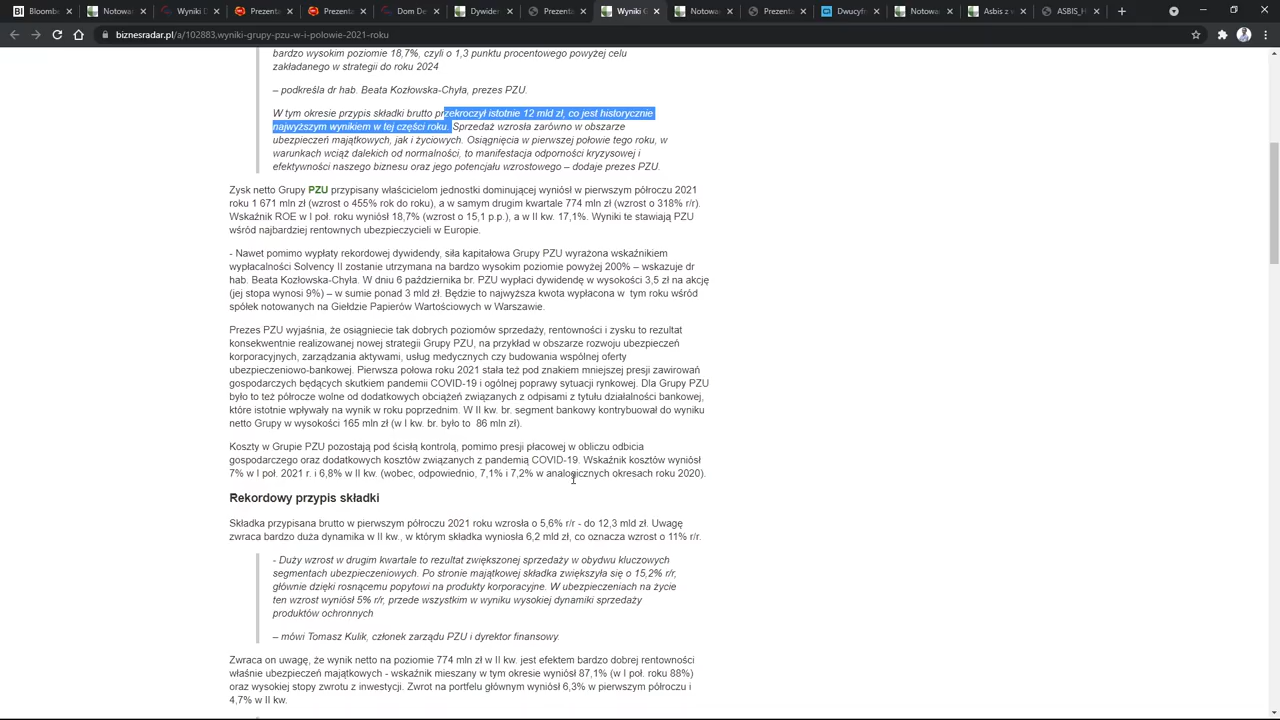 Bloomb
Notowa
Wyniki D
Prezenta
Prezenta
Dom De
Dywide
Prezenta
Wyniki G
Notowa
Prezenta
Dwucyfr
Notowa
Asbis z w
ASBIS_H
biznesradar.pl/a/102883.wyniki-grupy-pzu-w-i-polowie-2021-roku
bardzo wysokim poziomie 18,7%, czyli o 1,3 punktu procentowego powyżej celu
zakładanego w strategii do roku 2024
– podkreśla dr hab. Beata Kozłowska-Chyła, prezes PZU.
W tym okresie przypis składki brutto przekroczył istotnie 12 mld zł, co jest historycznie
najwyższym wynikiem w tej części roku. Sprzedaż wzrosła zarówno w obszarze
ubezpieczeń majątkowych, jak i życiowych. Osiągnięcia w pierwszej połowie tego roku, w
warunkach wciąż dalekich od normalności, to manifestacja odporności kryzysowej i
efektywności naszego biznesu oraz jego potencjału wzrostowego – dodaje prezes PZU.
Zysk netto Grupy PZU przypisany właścicielom jednostki dominującej wyniósł w pierwszym półroczu 2021
roku 1 671 mln zł (wzrost o 455% rok do roku), a w samym drugim kwartale 774 mln zł (wzrost o 318% r/r).
Wskaźnik ROE w I poł. roku wyniósł 18,7% (wzrost o 15,1 p.p.), a w II kw. 17,1%. Wyniki te stawiają PZU
wśród najbardziej rentownych ubezpieczycieli w Europie.
- Nawet pomimo wypłaty rekordowej dywidendy, siła kapitałowa Grupy PZU wyrażona wskaźnikiem
wypłacalności Solvency II zostanie utrzymana na bardzo wysokim poziomie powyżej 200% – wskazuje dr
hab. Beata Kozłowska-Chyła. W dniu 6 października br. PZU wypłaci dywidendę w wysokości 3,5 zł na akcję
(jej stopa wynosi 9%) – w sumie ponad 3 mld zł. Będzie to najwyższa kwota wypłacona w tym roku wśród
spółek notowanych na Giełdzie Papierów Wartościowych w Warszawie.
Prezes PZU wyjaśnia, że osiągniecie tak dobrych poziomów sprzedaży, rentowności i zysku to rezultat
konsekwentnie realizowanej nowej strategii Grupy PZU, na przykład w obszarze rozwoju ubezpieczeń
korporacyjnych, zarządzania aktywami, usług medycznych czy budowania wspólnej oferty
ubezpieczeniowo-bankowej. Pierwsza połowa roku 2021 stała też pod znakiem mniejszej presji zawirowań
gospodarczych będących skutkiem pandemii COVID-19 i ogólnej poprawy sytuacji rynkowej. Dla Grupy PZU
było to też półrocze wolne od dodatkowych obciążeń związanych z odpisami z tytułu działalności bankowej,
które istotnie wpływały na wynik w roku poprzednim. W II kw. br. segment bankowy kontrybuował do wyniku
netto Grupy w wysokości 165 mln zł (w I kw. br. było to 86 mln zł).
Koszty w Grupie PZU pozostają pod ścisłą kontrolą, pomimo presji płacowej w obliczu odbicia
gospodarczego oraz dodatkowych kosztów związanych z pandemią COVID-19. Wskaźnik kosztów wyniósł
7% w I poł. 2021 r. i 6,8% w II kw. (wobec, odpowiednio, 7,1% i 7,2% w analogicznych okresach roku 2020).
Rekordowy przypis składki
Składka przypisana brutto w pierwszym półroczu 2021 roku wzrosła o 5,6% r/r - do 12,3 mld zł. Uwagę
zwraca bardzo duża dynamika w II kw., w którym składka wyniosła 6,2 mld zł, co oznacza wzrost o 11% r/r.
- Duży wzrost w drugim kwartale to rezultat zwiększonej sprzedaży w obydwu kluczowych
segmentach ubezpieczeniowych. Po stronie majątkowej składka zwiększyła się o 15,2% r/r,
głównie dzięki rosnącemu popytowi na produkty korporacyjne. W ubezpieczeniach na życie
ten wzrost wyniósł 5% r/r, przede wszystkim w wyniku wysokiej dynamiki sprzedaży
produktów ochronnych
– mówi Tomasz Kulik, członek zarządu PZU i dyrektor finansowy.
Zwraca on uwagę, że wynik netto na poziomie 774 mln zł w II kw. jest efektem bardzo dobrej rentowności
właśnie ubezpieczeń majątkowych - wskaźnik mieszany w tym okresie wyniósł 87,1% (w I poł. roku 88%)
oraz wysokiej stopy zwrotu z inwestycji. Zwrot na portfelu głównym wyniósł 6,3% w pierwszym półroczu i
4,7% w II kw.